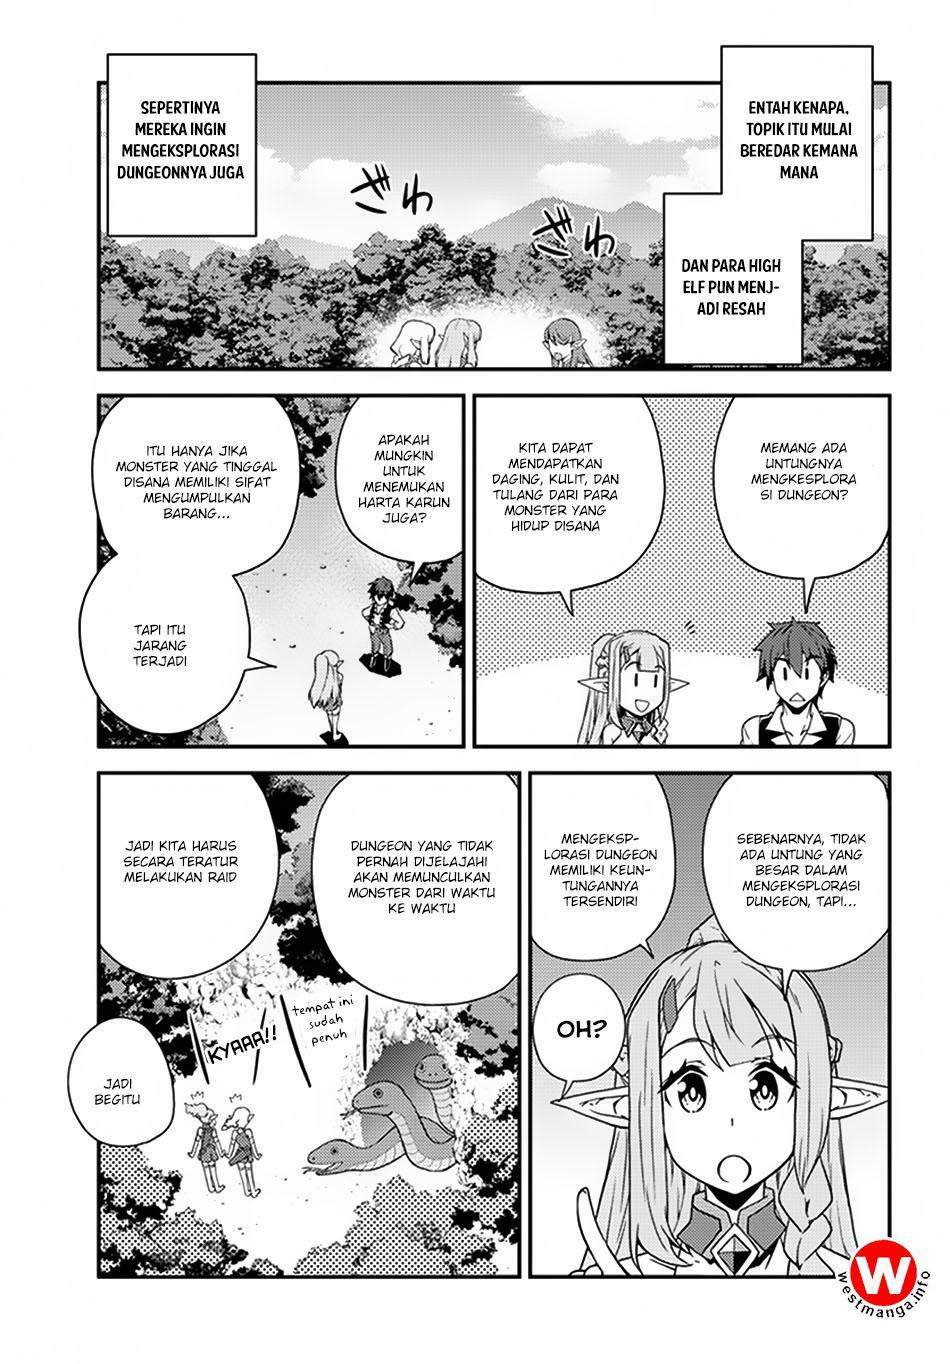 ENTAH KENAPA,
TOPIK ITU MULAI
BEREDAR KEMANA
MANA
DAN PARA HIGH
ELF PUN MENJ-
ADI RESAH
SEPERTINYA
MEREKA INGIN
MENGEKSPLORASI
DUNGEONNYA JUGA
ざわ
ざわ
MEMANG ADA
UNTUNGNYA
MENGKESPLORA
SI DUNGEON?
KITA DAPAT
MENDAPATKAN
DAGING, KULIT, DAN
TULANG DARI PARA
MONSTER YANG
HIDUP DISANA
APAKAH
MUNGKIN
UNTUK
MENEMUKAN
HARTA KARUN
JUGA?
ITU HANYA JIKA
MONSTER YANG TINGGAL
DISANA MEMILIKI SIFAT
MENGUMPULKAN
BARANG...
TAPI ITU
JARANG
TERJADI
SEBENARNYA, TIDAK
ADA UNTUNG YANG
BESAR DALAM
MENGEKSPLORASI
DUNGEON, TAPI...
MENGEKSP-
LORASI DUNGEON
MEMILIKI KEUN-
TUNGANNYA
TERSENDIRI
OH?
DUNGEON YANG TIDAK
PERNAH DIJELAJAHI
AKAN MEMUNCULKAN
MONSTER DARI WAKTU
KE WAKTU
JADI KITA HARUS
SECARA TERATUR
MELAKUKAN RAID
tempat ini
sudah
penuh
KYAAA!!
JADI
BEGITU
W
westmanga.info